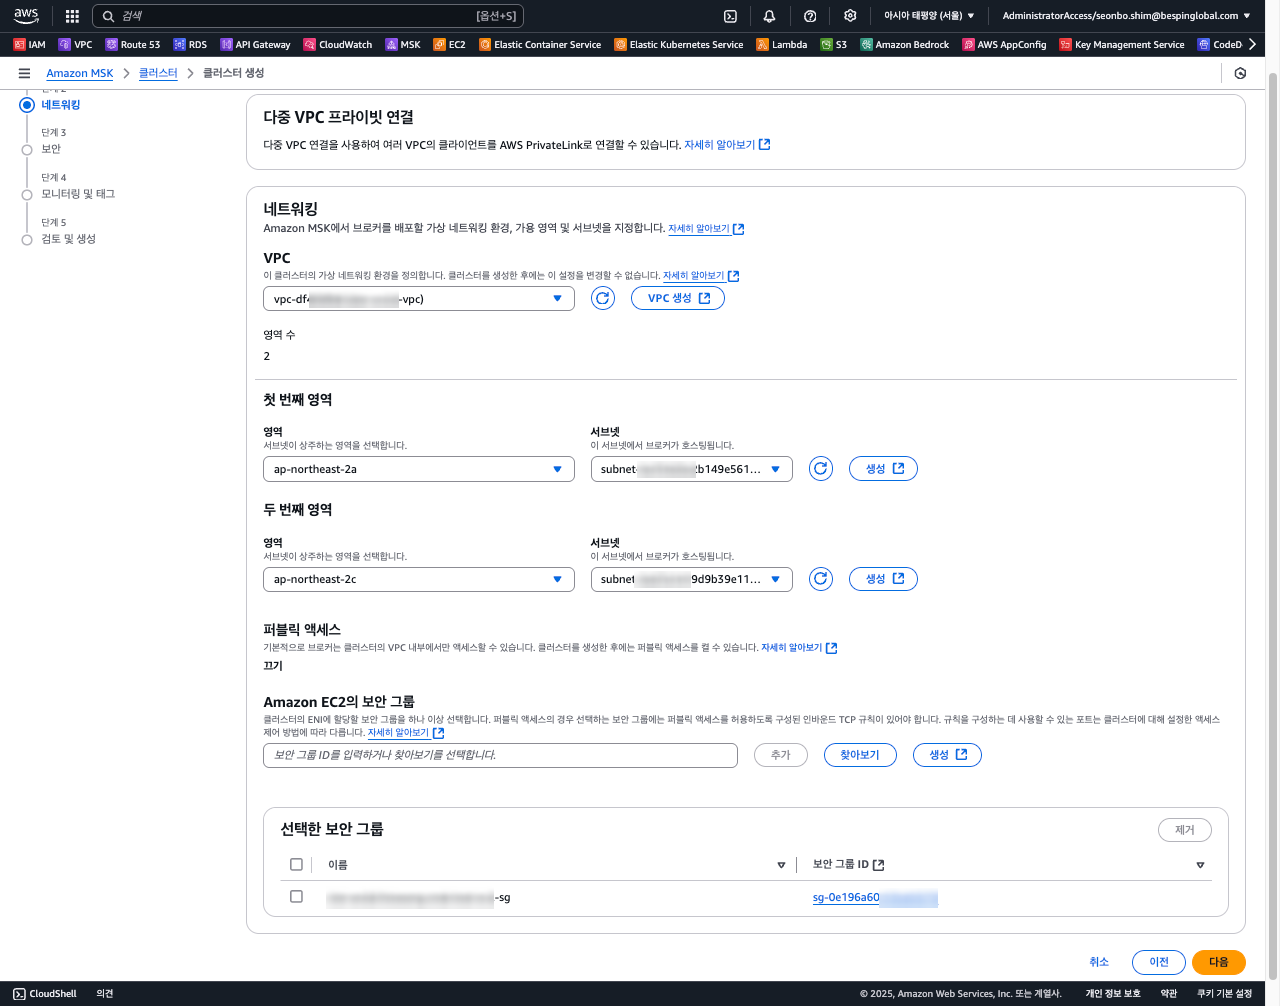 aws
검색
[옵션+S]
아시아 태평양 (서울)
AdministratorAccess/seonbo.shim@bespinglobal.com
IAM
VPC
Route 53
RDS
API Gateway
CloudWatch
MSK
EC2
Elastic Container Service
Elastic Kubernetes Service
Lambda
S3
Amazon Bedrock
AWS AppConfig
Key Management Service
CodeD
Amazon MSK
클러스터
클러스터 생성
단계 2
네트워킹
단계 3
보안
단계 4
모니터링 및 태그
단계 5
검토 및 생성
다중 VPC 프라이빗 연결
다중 VPC 연결을 사용하여 여러 VPC의 클라이언트를 AWS PrivateLink로 연결할 수 있습니다. 자세히 알아보기
네트워킹
Amazon MSK에서 브로커를 배포할 가상 네트워킹 환경, 가용 영역 및 서브넷을 지정합니다. 자세히 알아보기
VPC
이 클러스터의 가상 네트워킹 환경을 정의합니다. 클러스터를 생성한 후에는 이 설정을 변경할 수 없습니다. 자세히 알아보기
vpc-df -vpc)
VPC 생성
영역 수
2
첫 번째 영역
영역
서브넷이 상주하는 영역을 선택합니다.
ap-northeast-2a
서브넷
이 서브넷에서 브로커가 호스팅됩니다.
subnet- b149e561...
생성
두 번째 영역
영역
서브넷이 상주하는 영역을 선택합니다.
ap-northeast-2c
서브넷
이 서브넷에서 브로커가 호스팅됩니다.
subnet 9d9b39e11...
생성
퍼블릭 액세스
기본적으로 브로커는 클러스터의 VPC 내부에서만 액세스할 수 있습니다. 클러스터를 생성한 후에는 퍼블릭 액세스를 켤 수 있습니다. 자세히 알아보기
끄기
Amazon EC2의 보안 그룹
클러스터의 ENI에 할당할 보안 그룹을 하나 이상 선택합니다. 퍼블릭 액세스의 경우 선택하는 보안 그룹에는 퍼블릭 액세스를 허용하도록 구성된 인바운드 TCP 규칙이 있어야 합니다. 규칙을 구성하는 데 사용할 수 있는 포트는 클러스터에 대해 설정한 액세스
제어 방법에 따라 다릅니다. 자세히 알아보기
보안 그룹 ID를 입력하거나 찾아보기를 선택합니다.
추가
찾아보기
생성
선택한 보안 그룹
제거
이름
보안 그룹 ID
-sg
sg-0e196a60
취소
이전
다음
CloudShell
의견
© 2025, Amazon Web Services, Inc. 또는 계열사.
개인 정보 보호
약관
쿠키 기본 설정